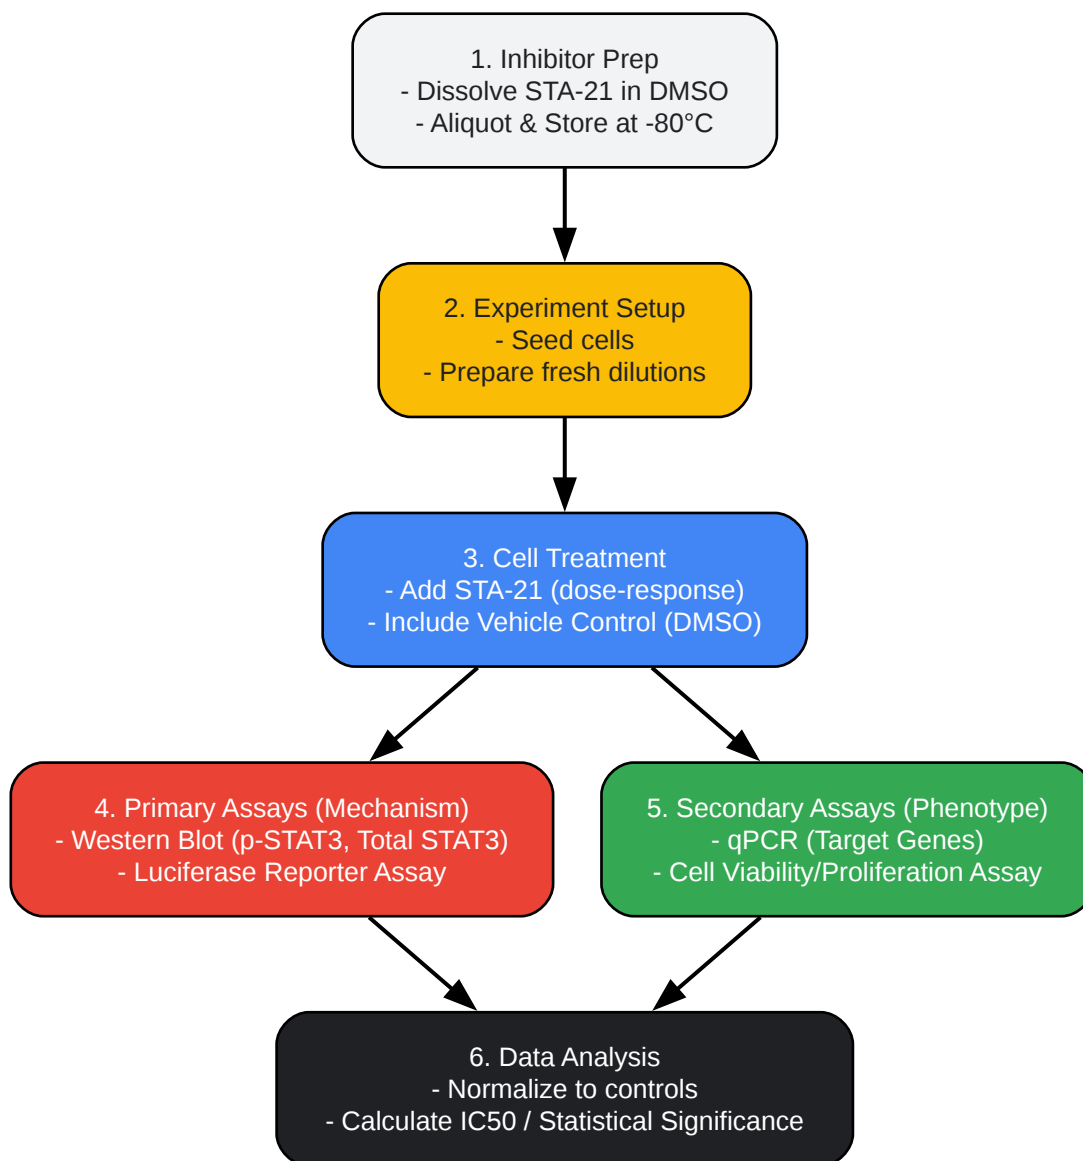 1. Inhibitor Prep
- Dissolve STA-21 in DMSO
- Aliquot & Store at -80°C
2. Experiment Setup
- Seed cells
- Prepare fresh dilutions
3. Cell Treatment
- Add STA-21 (dose-response)
- Include Vehicle Control (DMSO)
4. Primary Assays (Mechanism)
- Western Blot (p-STAT3, Total STAT3)
- Luciferase Reporter Assay
5. Secondary Assays (Phenotype)
- qPCR (Target Genes)
- Cell Viability/Proliferation Assay
6. Data Analysis
- Normalize to controls
- Calculate IC50 / Statistical Significance